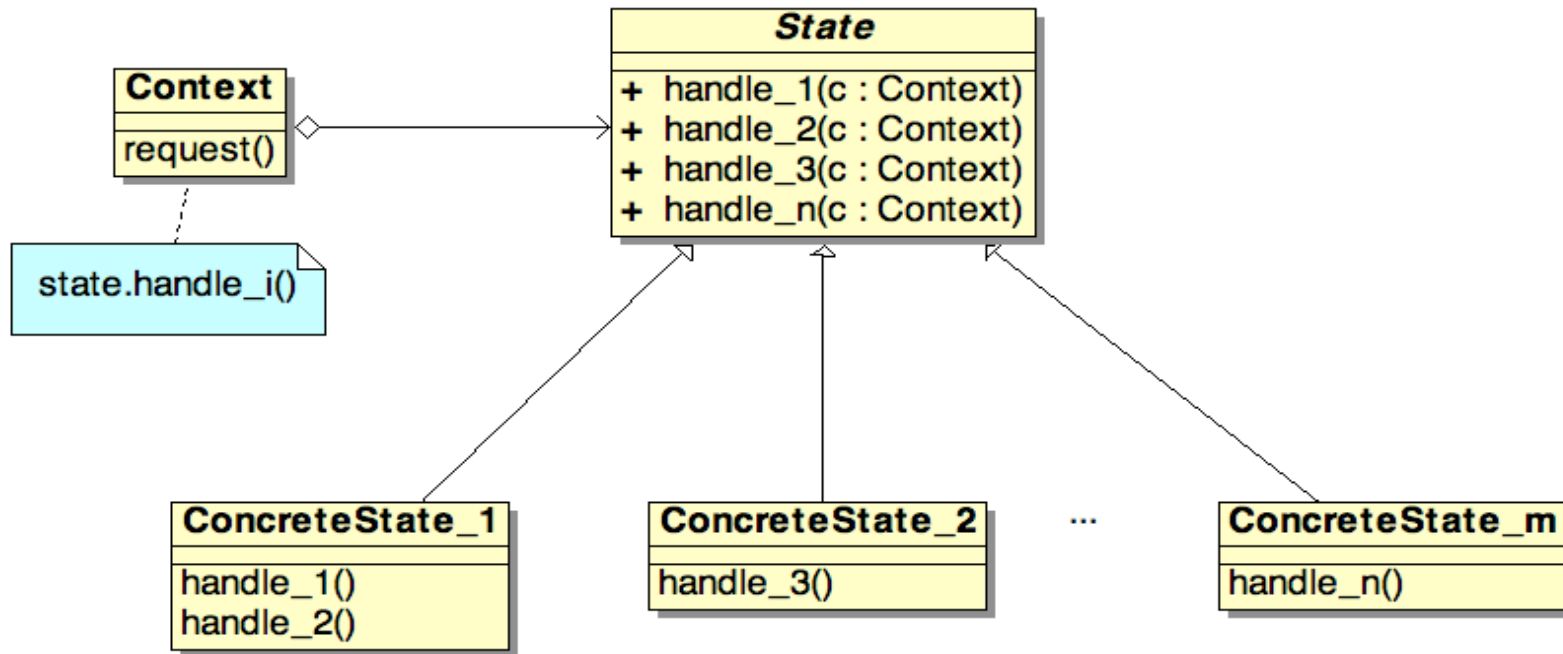 State
+ handle_1(c : Context)
+ handle_2(c : Context)
+ handle_3(c : Context)
+ handle_n(c : Context)
Context
request()
state.handle_i()
ConcreteState_1
handle_1()
handle_2()
ConcreteState_2
handle_3()
...
ConcreteState_m
handle_n()